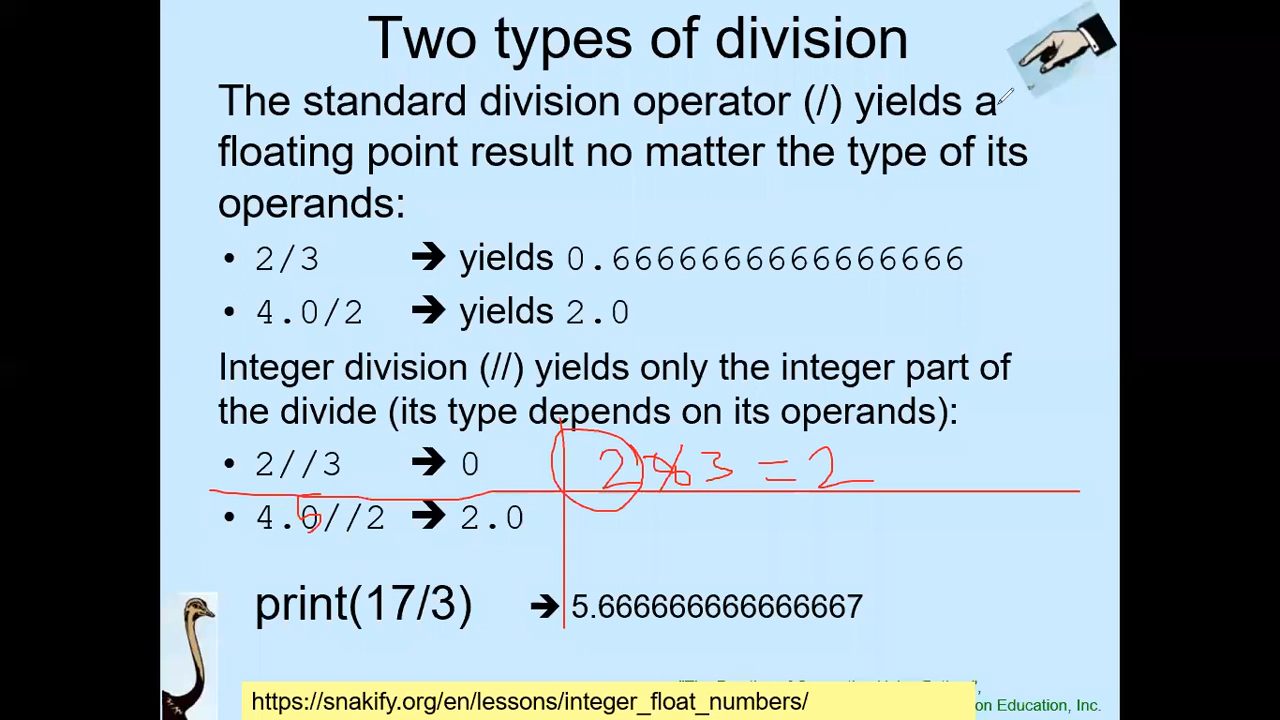 Two types of division
The standard division operator (/) yields a
floating point result no matter the type of its
operands:
• 2/3 ➔ yields 0.6666666666666666
• 4.0/2 ➔ yields 2.0
Integer division (//) yields only the integer part of
the divide (its type depends on its operands):
• 2//3 ➔ 0 2%3 = 2
5
• 4.0//2 ➔ 2.0
print(17/3) ➔ 5.666666666666667
https://snakify.org/en/lessons/integer_float_numbers/
on Education, Inc.